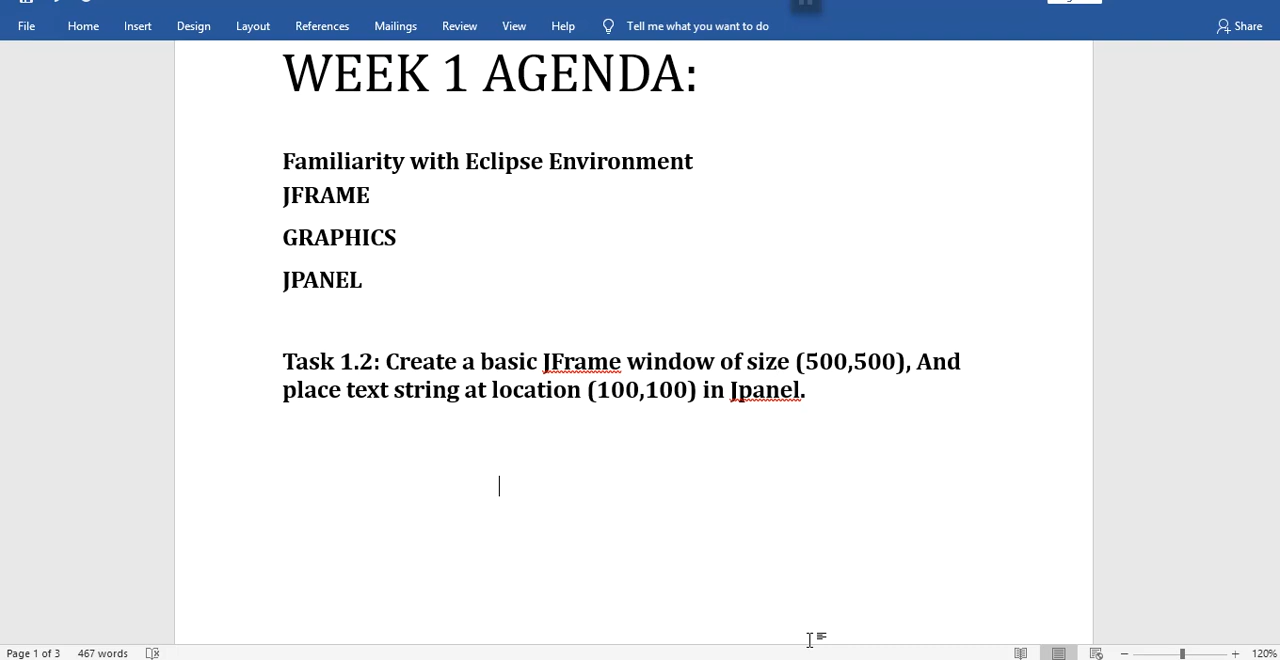 File Home Insert Design Layout References Mailings Review View Help Tell me what you want to do Share
WEEK 1 AGENDA:
Familiarity with Eclipse Environment
JFRAME
GRAPHICS
JPANEL
Task 1.2: Create a basic JFrame window of size (500,500), And
place text string at location (100,100) in Jpanel.
Page 1 of 3 467 words 120%